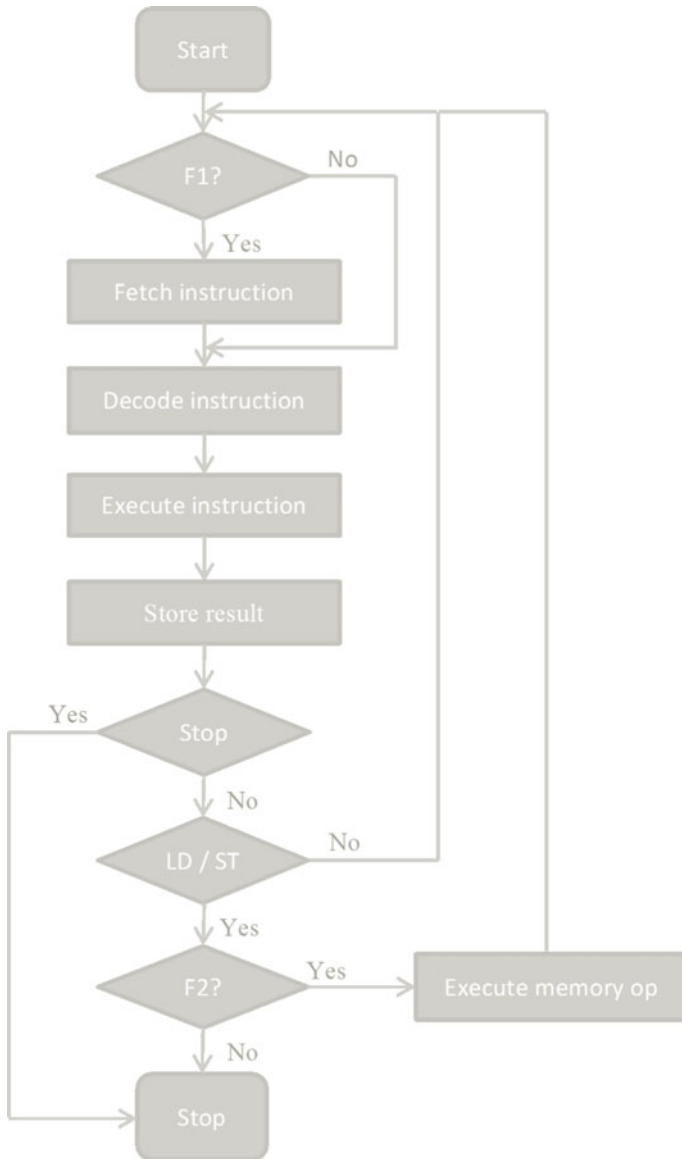 Start
F1?
No
Yes
Fetch instruction
Decode instruction
Execute instruction
Store result
Yes
Stop
No
LD / ST
No
Yes
F2?
Yes
Execute memory op
No
Stop